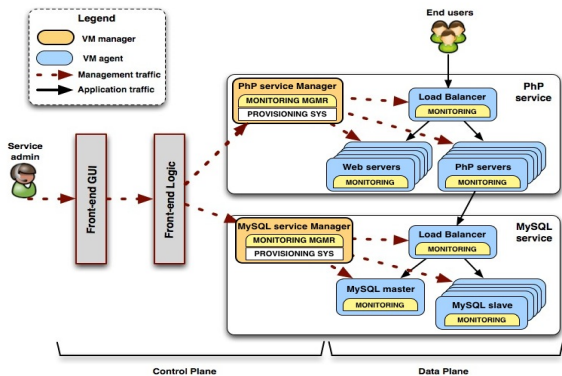 Legend
VM manager
VM agent
Management traffic
Application traffic
End users
PhP service Manager
MONITORING MGMR
PROVISIONING SYS
Load Balancer
MONITORING
PhP
service
Web servers
MONITORING
PhP servers
MONITORING
Service
admin
Front-end GUI
Front-end Logic
MySQL service Manager
MONITORING MGMR
PROVISIONING SYS
Load Balancer
MONITORING
MySQL
service
MySQL master
MONITORING
MySQL slave
MONITORING
Control Plane
Data Plane